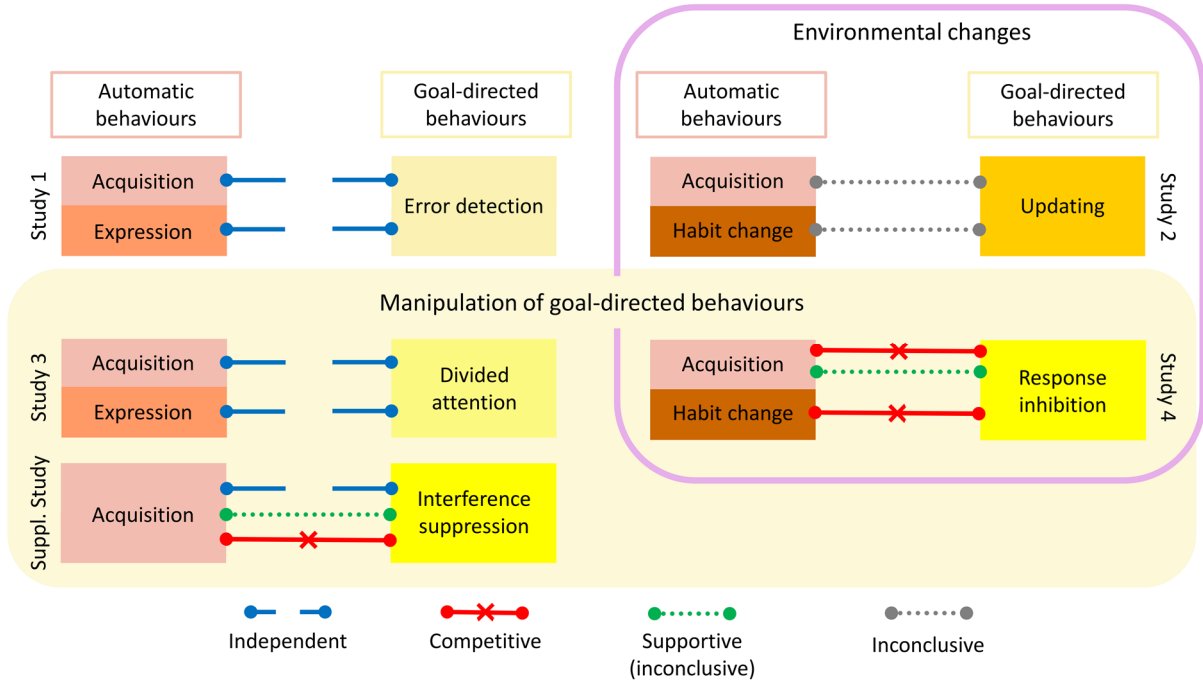 Environmental changes
Automatic
behaviours
Goal-directed
behaviours
Automatic
behaviours
Goal-directed
behaviours
Study 1
Acquisition
Expression
Error detection
Acquisition
Habit change
Updating
Study 2
Manipulation of goal-directed behaviours
Study 3
Acquisition
Expression
Divided
attention
Acquisition
Habit change
Response
inhibition
Study 4
Suppl. Study
Acquisition
Interference
suppression
Independent
Competitive
Supportive
(inconclusive)
Inconclusive